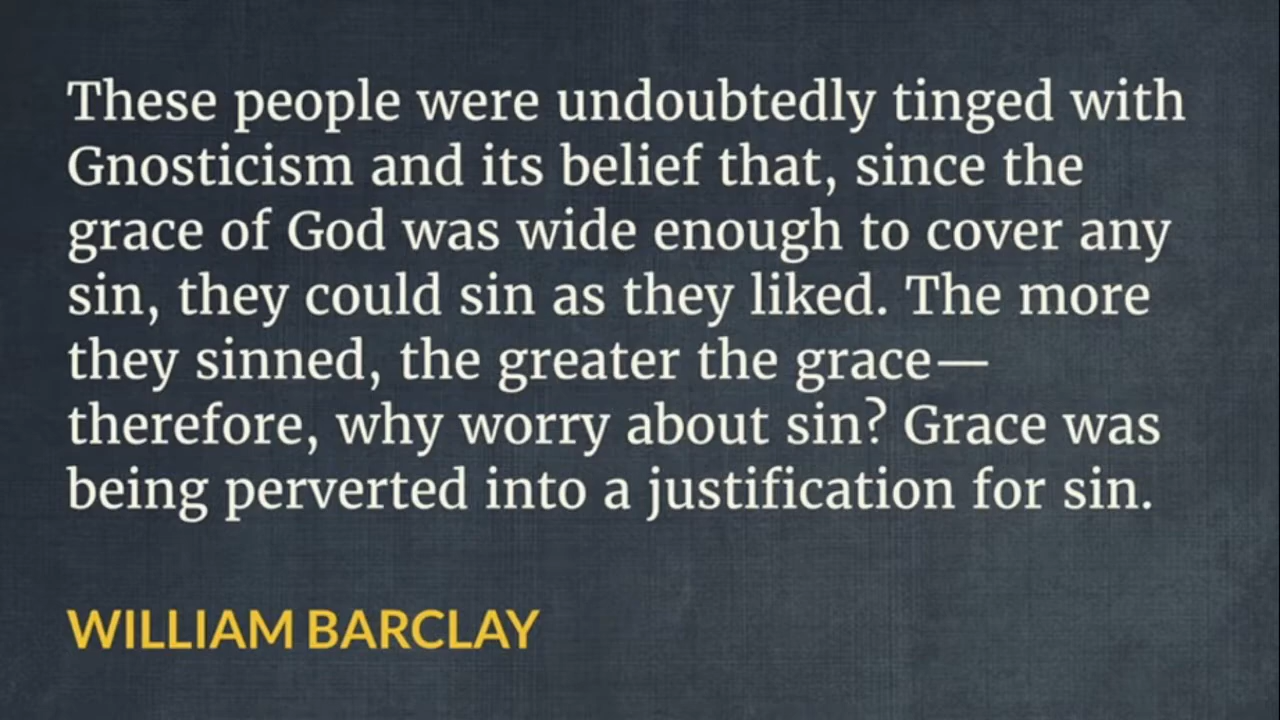 These people were undoubtedly tinged with
Gnosticism and its belief that, since the
grace of God was wide enough to cover any
sin, they could sin as they liked. The more
they sinned, the greater the grace—
therefore, why worry about sin? Grace was
being perverted into a justification for sin.
WILLIAM BARCLAY